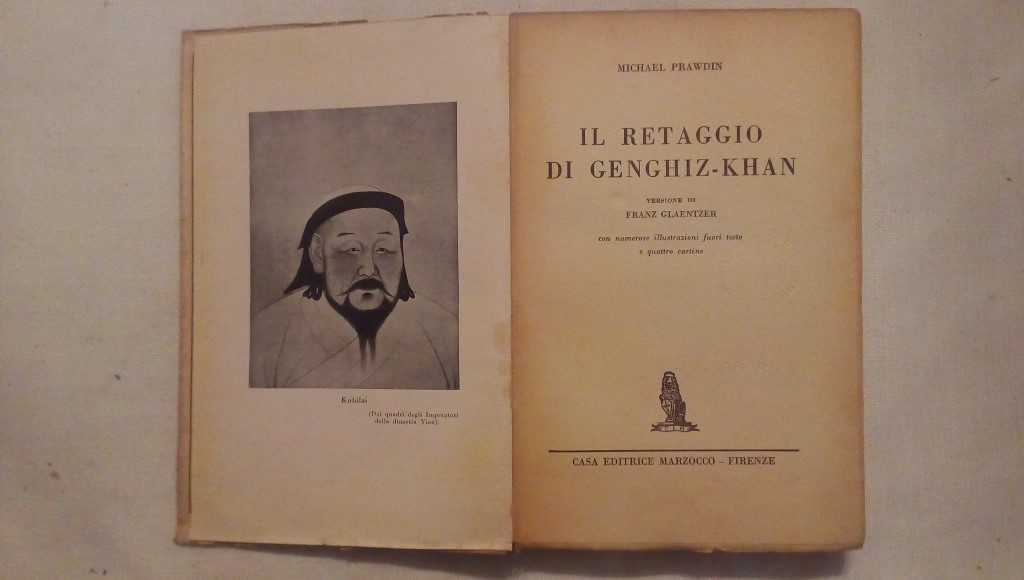 Kubilai
(Dai quadri degli Imperatori
della dinastia Yüan).
MICHAEL PRAWDIN
IL RETAGGIO
DI GENGHIZ-KHAN
VERSIONE DI
FRANZ GLAENTZER
con numerose illustrazioni fuori testo
e quattro cartine
CASA EDITRICE MARZOCCO – FIRENZE